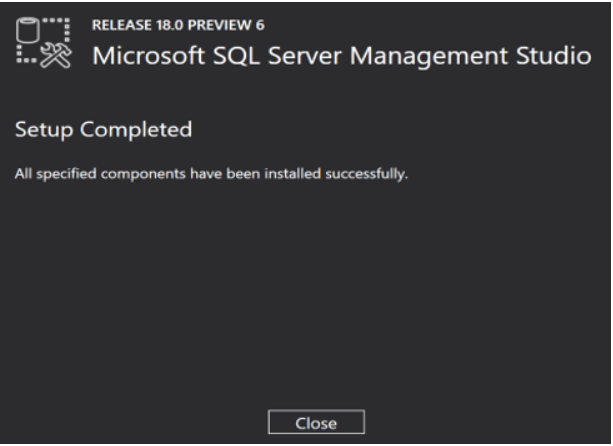 RELEASE 18.0 PREVIEW 6
Microsoft SQL Server Management Studio
Setup Completed
All specified components have been installed successfully.
Close